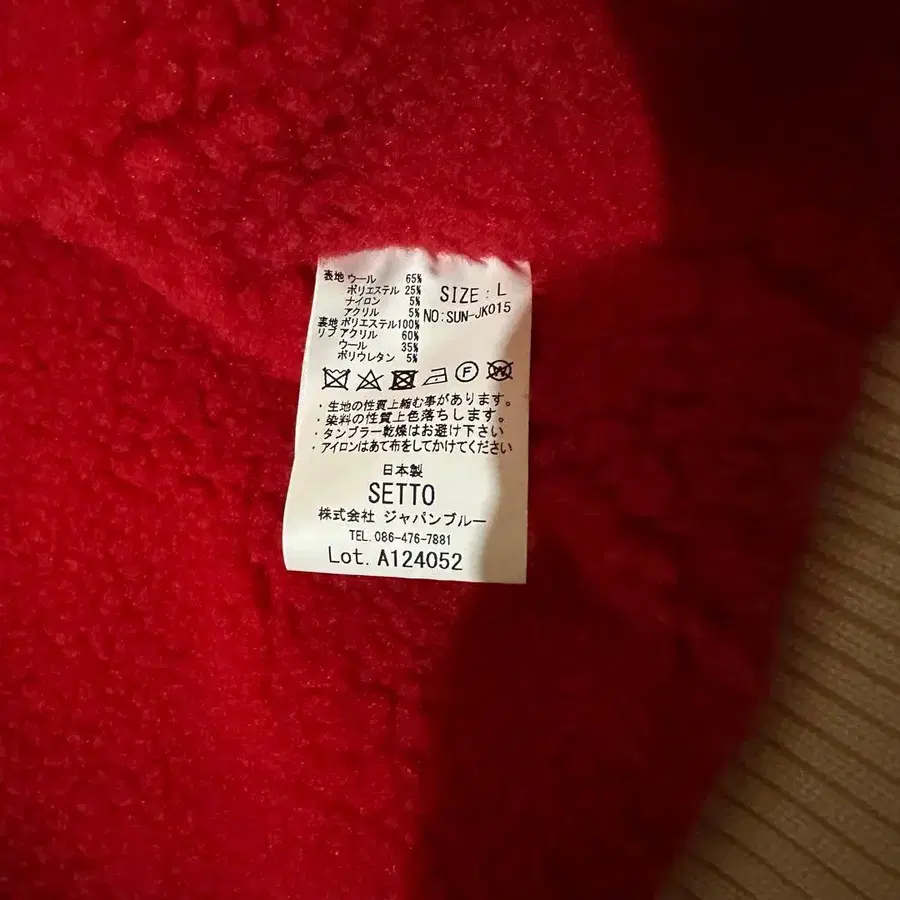 表地 ウール 65%
ポリエステル 25%
ナイロン 5%
アクリル 5%
裏地 ポリエステル100%
リブ アクリル 60%
ウール 35%
ポリウレタン 5%
SIZE : L
NO: SUN-JK015
F W
・生地の性質上縮む事があります。
・染料の性質上色落ちします。
・タンブラー乾燥はお避け下さい
・アイロンはあて布をしてかけてください
日本製
SETTO
株式会社 ジャパンブルー
TEL. 086-476-7881
Lot. A124052